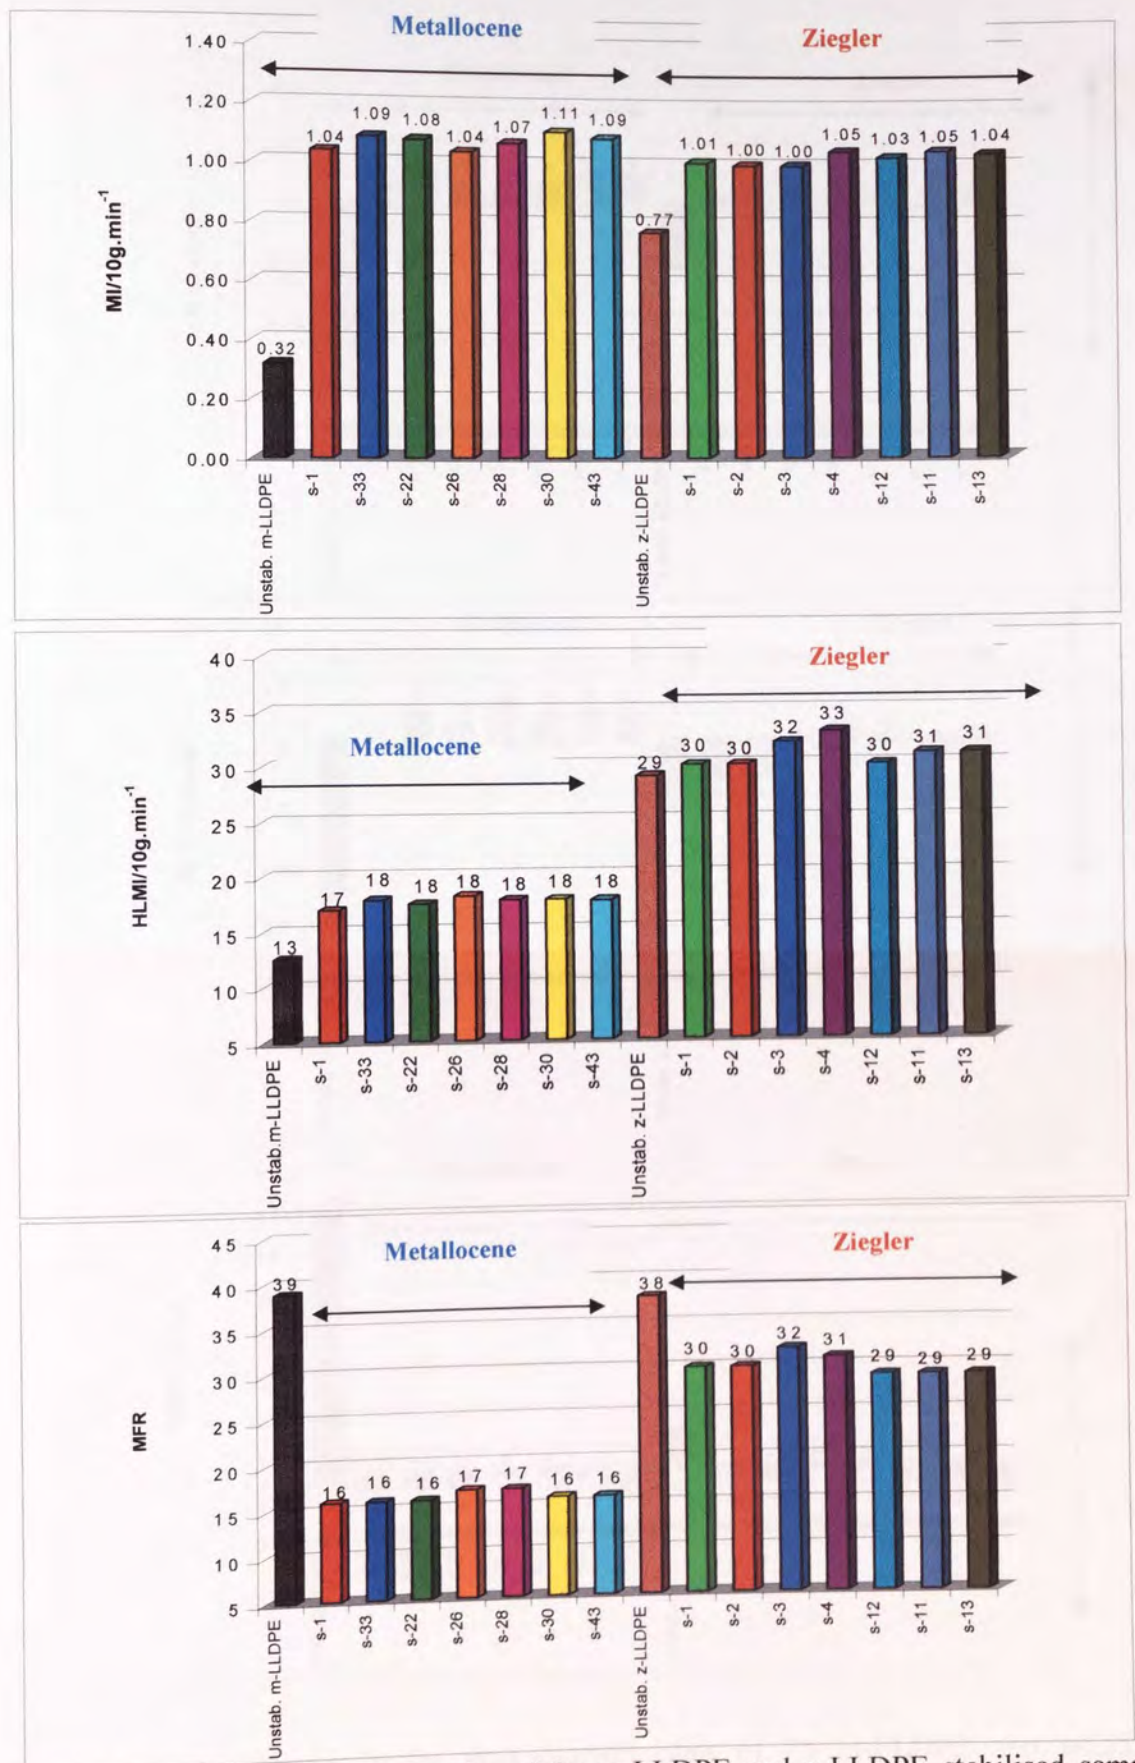 Metallocene
Ziegler
MI/10g.min-1
1.40
1.20
1.00
0.80
0.60
0.40
0.20
0.00
0.32
1.04
1.09
1.08
1.04
1.07
1.11
1.09
0.77
1.01
1.00
1.00
1.05
1.03
1.05
1.04
Unstab. m-LLDPE
s-1
s-33
s-22
s-26
s-28
s-30
s-43
Unstab. z-LLDPE
s-1
s-2
s-3
s-4
s-12
s-11
s-13
Ziegler
Metallocene
HLMI/10g.min-1
40
35
30
25
20
15
10
5
13
17
18
18
18
18
18
18
29
30
30
32
33
30
31
31
Unstab.m-LLDPE
s-1
s-33
s-22
s-26
s-28
s-30
s-43
Unstab. z-LLDPE
s-1
s-2
s-3
s-4
s-12
s-11
s-13
Metallocene
Ziegler
MFR
45
40
35
30
25
20
15
10
5
39
16
16
16
17
17
16
16
38
30
30
32
31
29
29
29
Unstab. m-LLDPE
s-1
s-33
s-22
s-26
s-28
s-30
s-43
Unstab. z-LLDPE
s-1
s-2
s-3
s-4
s-12
s-11
s-13
LLDPE LLDPE stabilised